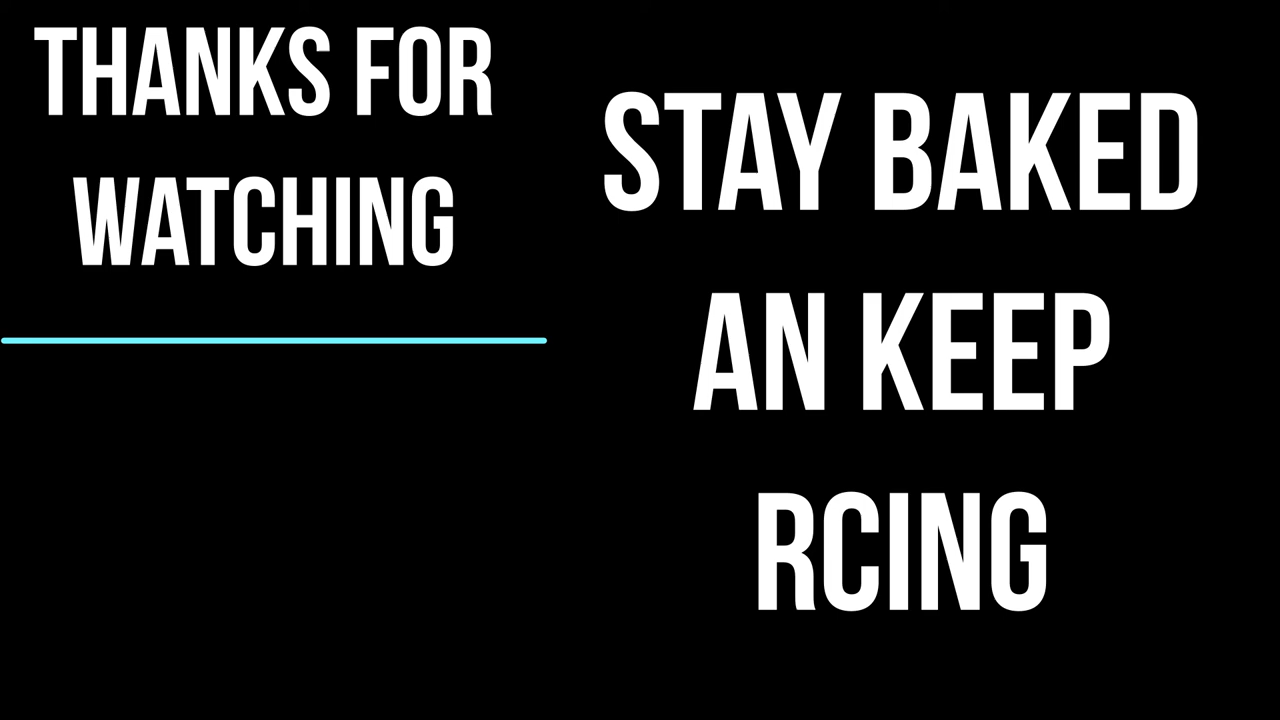 THANKS FOR
WATCHING
STAY BAKED
AN KEEP
RCING